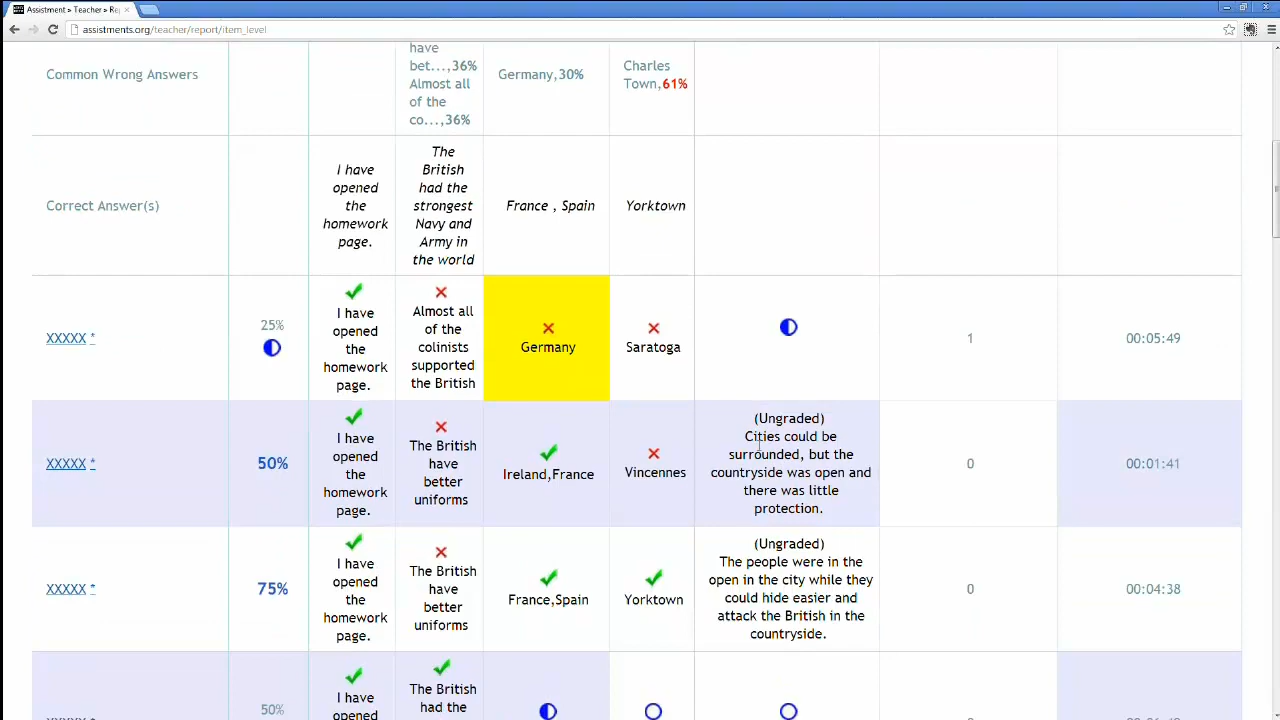 Assistment » Teacher » Rep
assistments.org/teacher/report/item_level
Common Wrong Answers
have
bet...,36%
Almost all
of the
co...,36%
Germany,30%
Charles
Town,61%
Correct Answer(s)
I have
opened
the
homework
page.
The
British
had the
strongest
Navy and
Army in
the world
France , Spain
Yorktown
XXXXX *
25%
I have
opened
the
homework
page.
Almost all
of the
colinists
supported
the British
Germany
Saratoga
1
00:05:49
XXXXX *
50%
I have
opened
the
homework
page.
The British
have
better
uniforms
Ireland,France
Vincennes
(Ungraded)
Cities could be
surrounded, but the
countryside was open and
there was little
protection.
0
00:01:41
XXXXX *
75%
I have
opened
the
homework
page.
The British
have
better
uniforms
France,Spain
Yorktown
(Ungraded)
The people were in the
open in the city while they
could hide easier and
attack the British in the
countryside.
0
00:04:38
50%
I have
opened
The British
had the